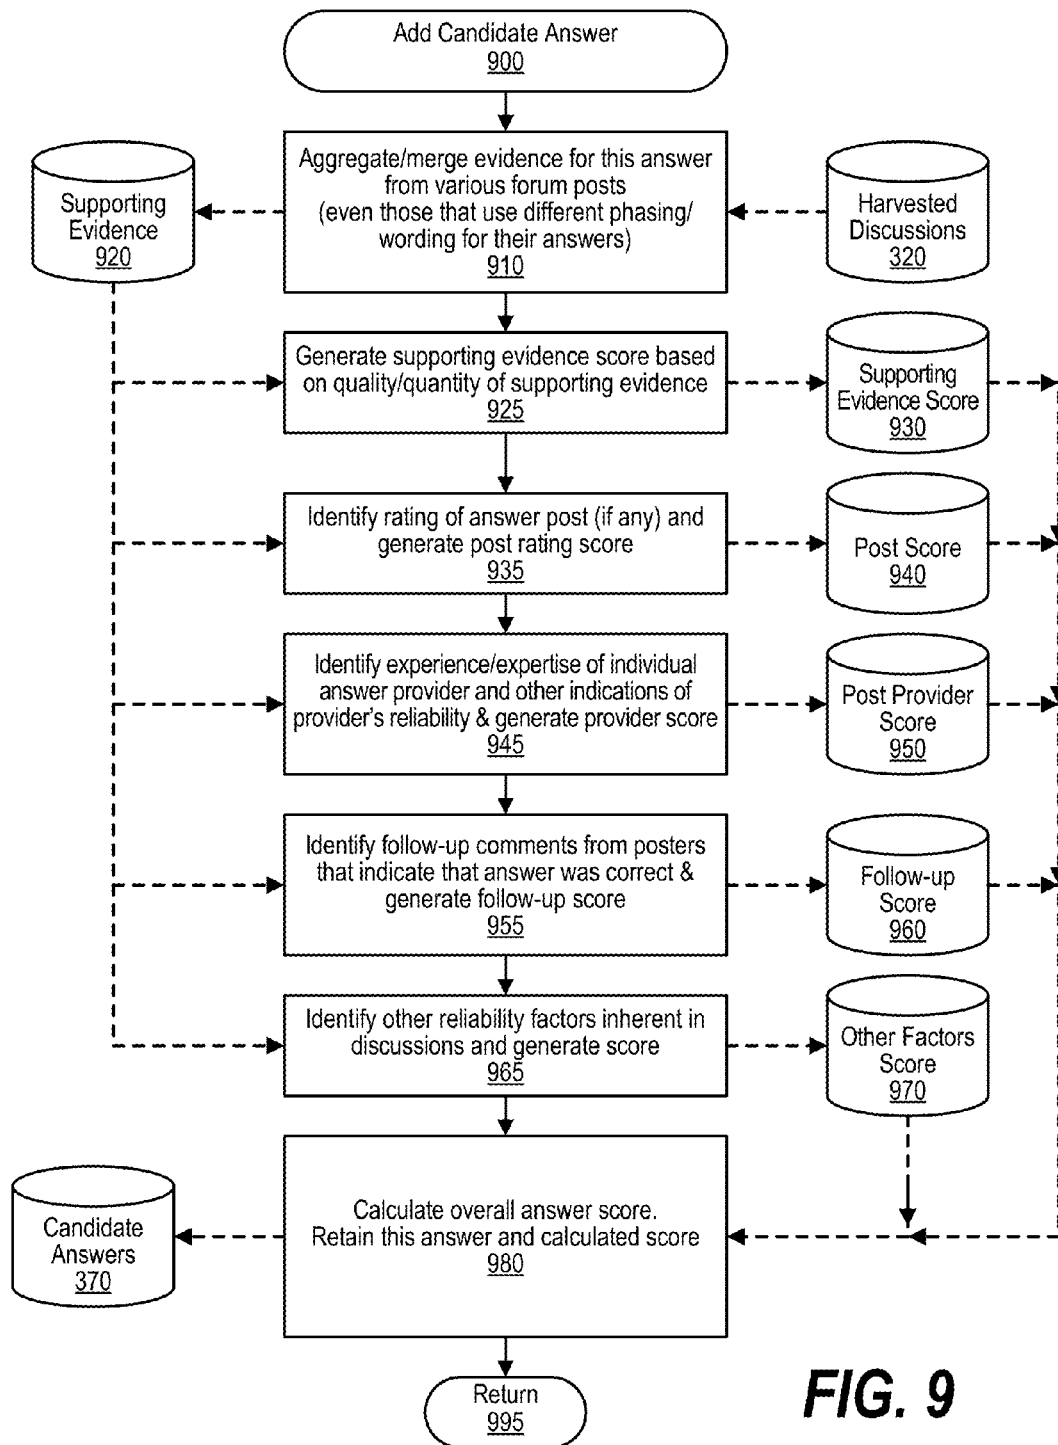 Add Candidate Answer
900
Aggregate/merge evidence for this answer
from various forum posts
(even those that use different phasing/
wording for their answers)
910
Supporting
Evidence
920
Harvested
Discussions
320
Generate supporting evidence score based
on quality/quantity of supporting evidence
925
Supporting
Evidence Score
930
Identify rating of answer post (if any) and
generate post rating score
935
Post Score
940
Identify experience/expertise of individual
answer provider and other indications of
provider's reliability & generate provider score
945
Post Provider
Score
950
Identify follow-up comments from posters
that indicate that answer was correct &
generate follow-up score
955
Follow-up
Score
960
Identify other reliability factors inherent in
discussions and generate score
965
Other Factors
Score
970
Calculate overall answer score.
Retain this answer and calculated score
980
Candidate
Answers
370
Return
995
FIG. 9